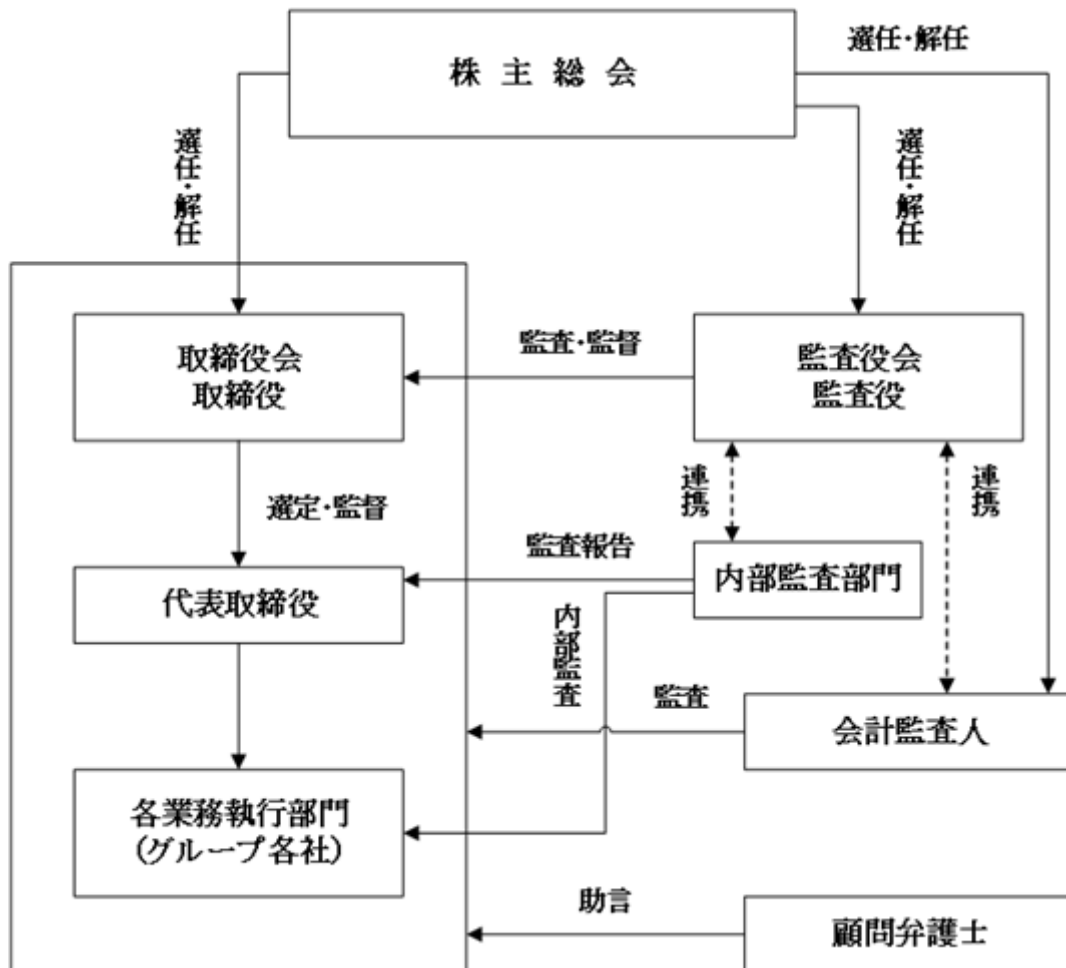 株主総会
選任・解任
選任・解任
選任・解任
取締役会
取締役
監査・監督
監査役会
監査役
選定・監督
連携
連携
監査報告
内部監査部門
代表取締役
内部監査
監査
会計監査人
各業務執行部門
(グループ各社)
助言
顧問弁護士